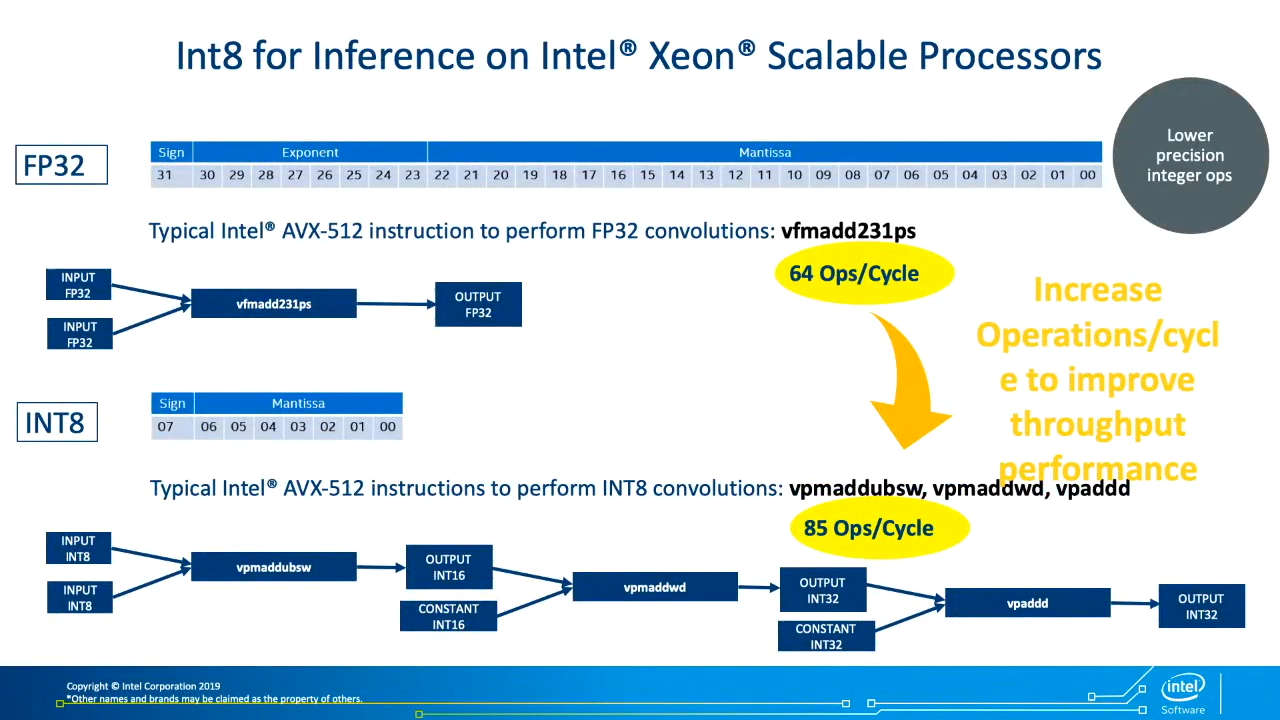 Int8 for Inference on Intel® Xeon® Scalable Processors
Lower
precision
integer ops
FP32
Sign Exponent Mantissa
31 30 29 28 27 26 25 24 23 22 21 20 19 18 17 16 15 14 13 12 11 10 09 08 07 06 05 04 03 02 01 00
Typical Intel® AVX-512 instruction to perform FP32 convolutions: vfmadd231ps
64 Ops/Cycle
INPUT
FP32
INPUT
FP32
vfmadd231ps
OUTPUT
FP32
Increase
Operations/cycl
e to improve
throughput
performance
INT8
Sign Mantissa
07 06 05 04 03 02 01 00
Typical Intel® AVX-512 instructions to perform INT8 convolutions: vpmaddubsw, vpmaddwd, vpaddd
85 Ops/Cycle
INPUT
INT8
INPUT
INT8
vpmaddubsw
OUTPUT
INT16
CONSTANT
INT16
vpmaddwd
OUTPUT
INT32
CONSTANT
INT32
vpaddd
OUTPUT
INT32
Copyright © Intel Corporation 2019
*Other names and brands may be claimed as the property of others.
intel
Software